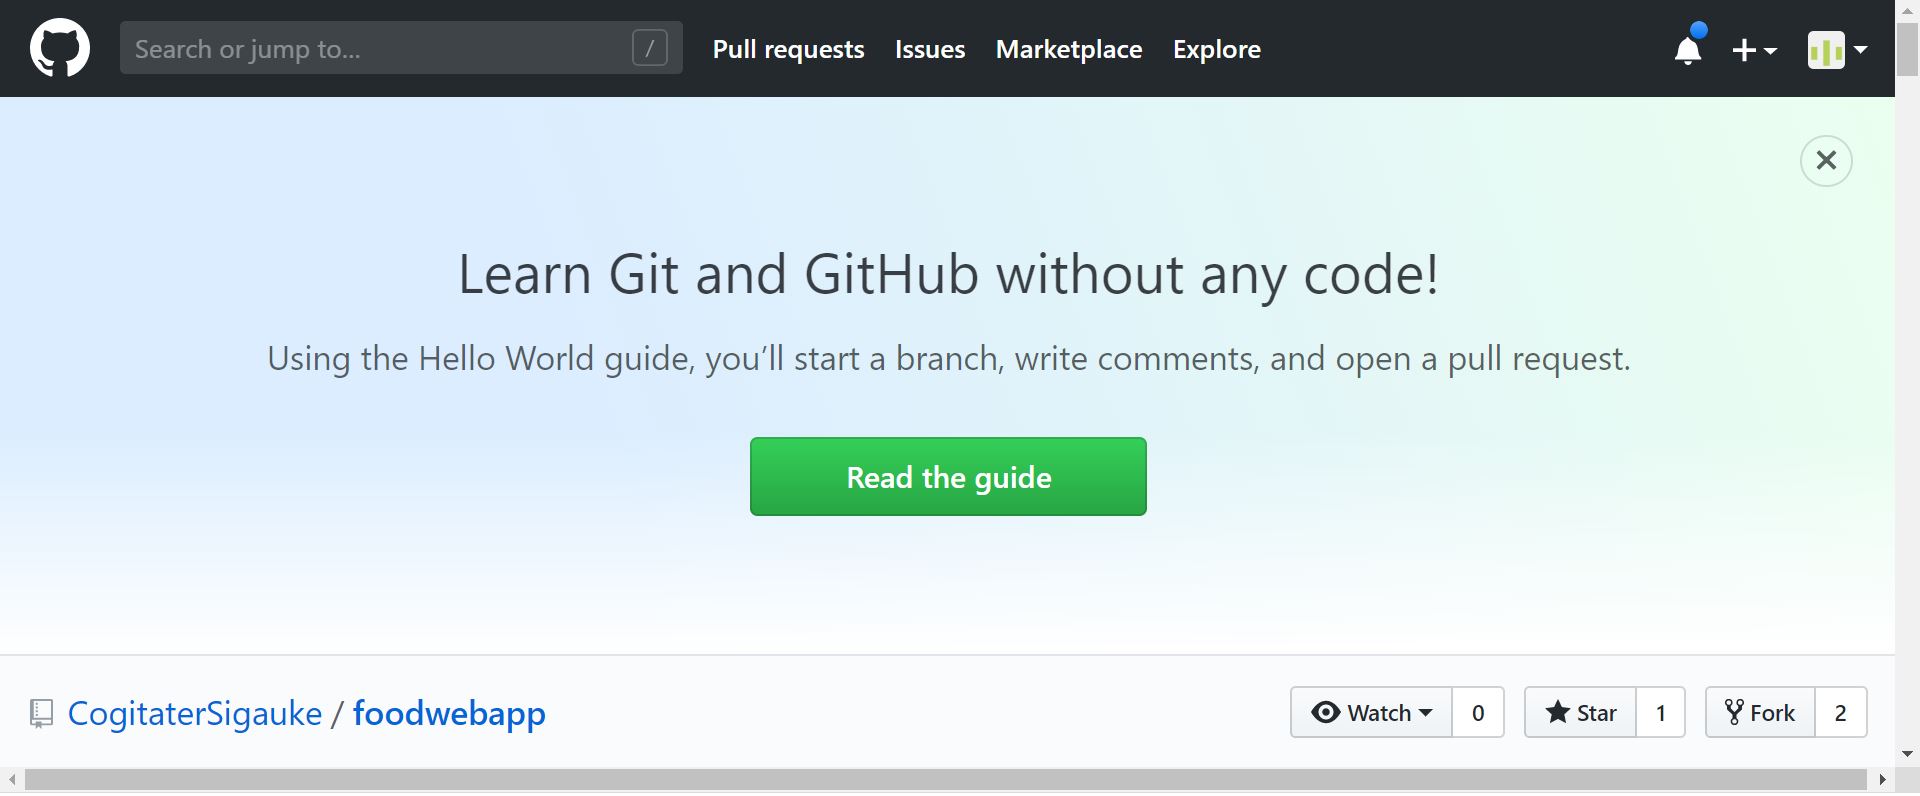 Search or jump to... /
Pull requests
Issues
Marketplace
Explore
Learn Git and GitHub without any code!
Using the Hello World guide, you’ll start a branch, write comments, and open a pull request.
Read the guide
CogitaterSigauke / foodwebapp
Watch 0
Star 1
Fork 2